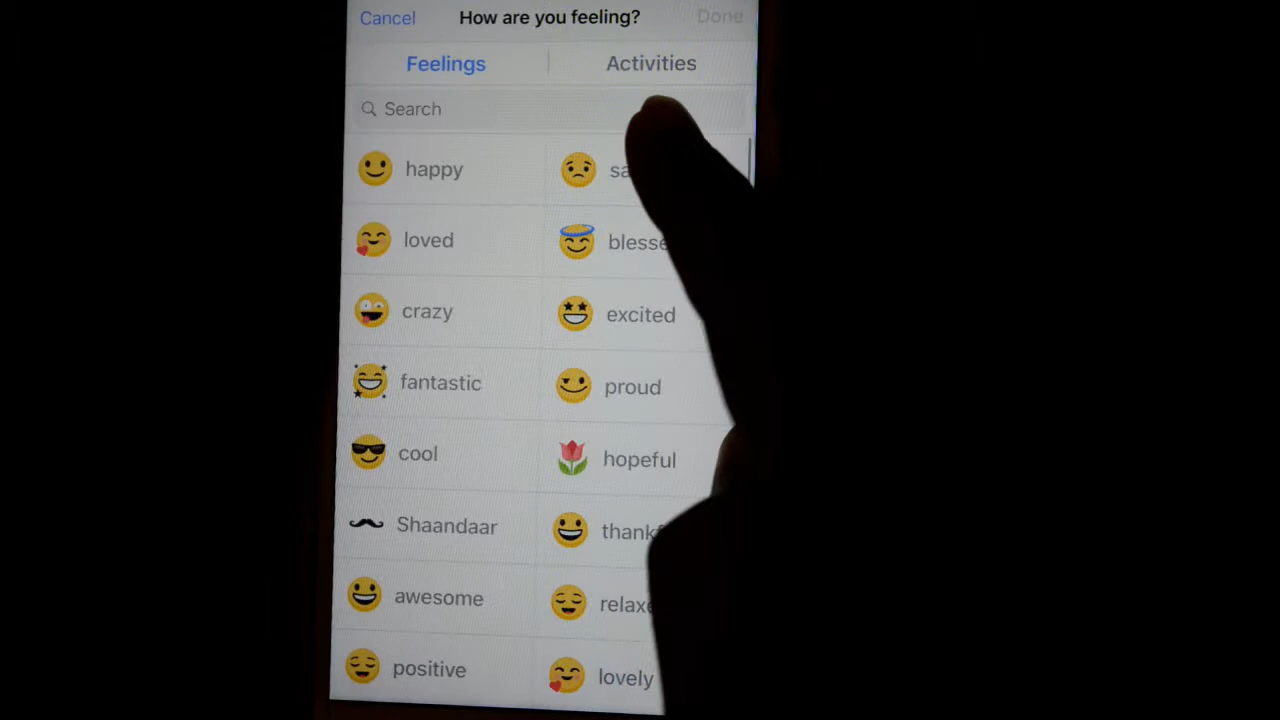 Cancel How are you feeling? Done
Feelings Activities
Search
happy
loved
crazy excited
fantastic proud
cool hopeful
Shaandaar
awesome
positive lovely